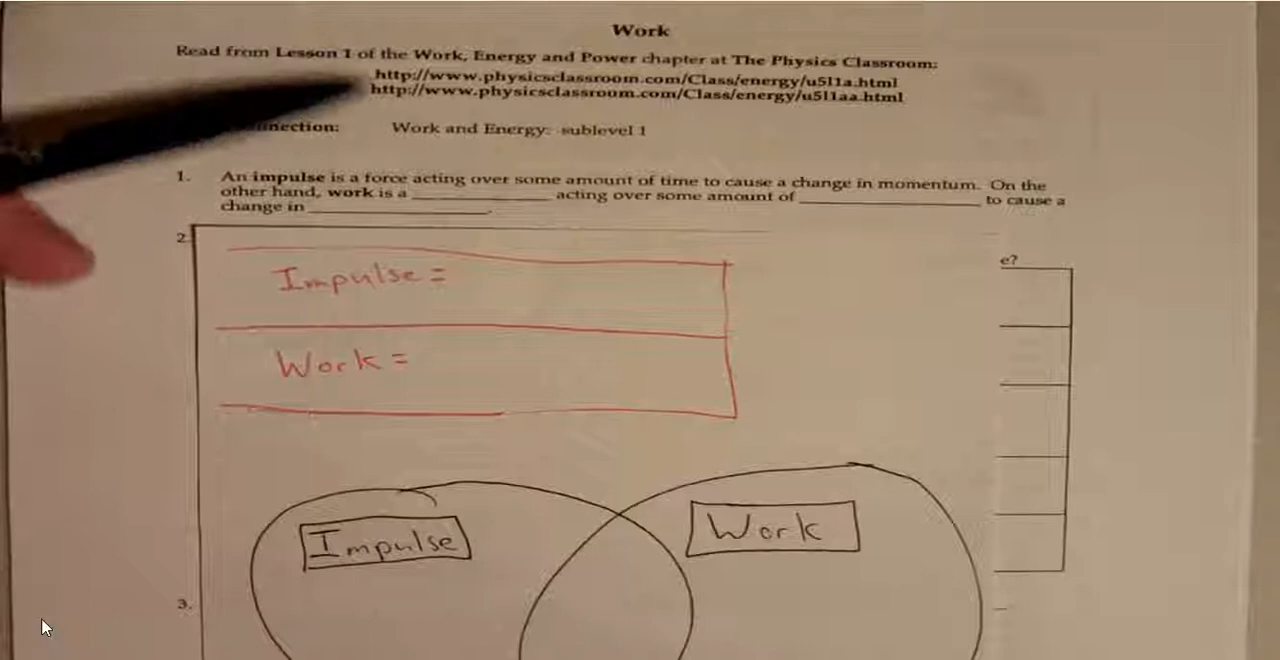 Work
Read from Lesson 1 of the Work, Energy and Power chapter at The Physics Classroom:
http://www.physicsclassroom.com/Class/energy/u5l1a.html
http://www.physicsclassroom.com/Class/energy/u5l1aa.html
Work and Energy: sublevel 1
1. An impulse is a force acting over some amount of time to cause a change in momentum. On the
other hand, work is a ______________ acting over some amount of __________________ to cause a
change in __________________.
2.
e?
Impulse =
Work =
Impulse
Work
3.